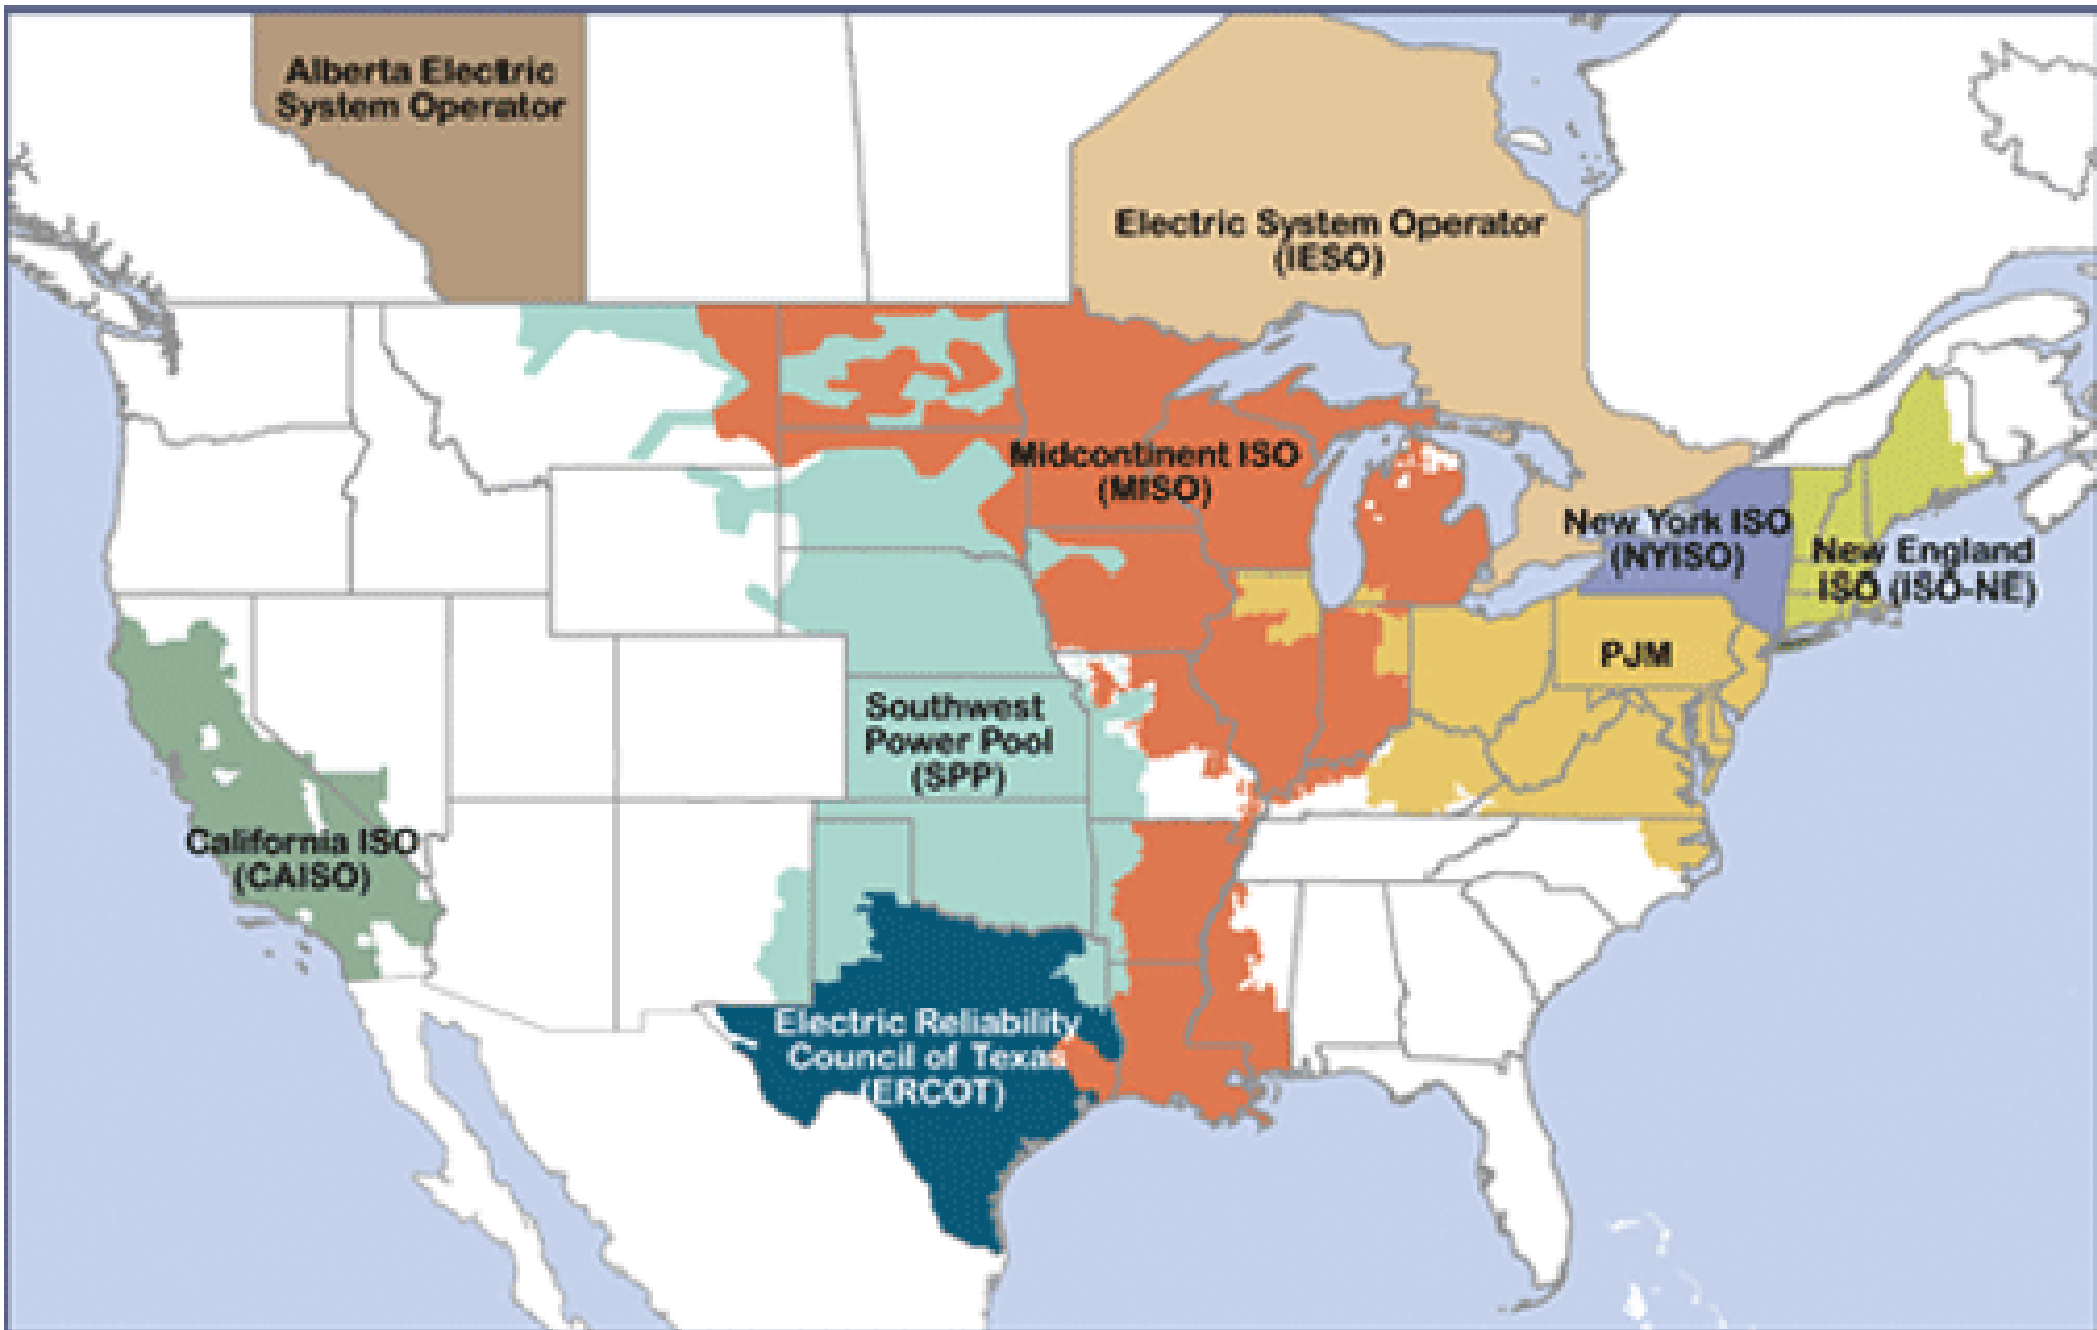 Alberta Electric
System Operator
Electric System Operator
(IESO)
Midcontinent ISO
(MISO)
New York ISO
(NYISO)
New England
ISO (ISO-NE)
PJM
Southwest
Power Pool
(SPP)
California ISO
(CAISO)
Electric Reliability
Council of Texas
(ERCOT)